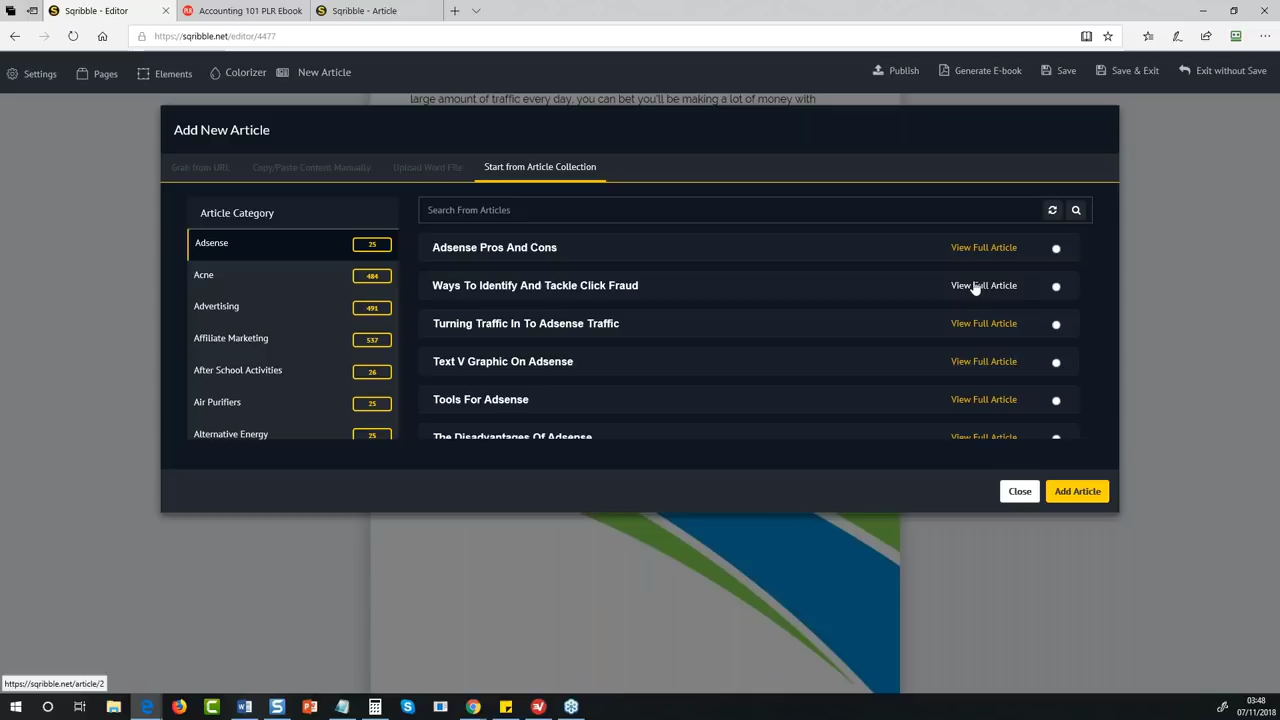 Sqribble - Editor
Accounting 101 PLR Ebook
Sqribble - Article
https://sqribble.net/editor/4477
Settings
Pages
Elements
Colorizer
New Article
Publish
Generate E-book
Save
Save & Exit
Exit without Save
large amount of traffic every day, you can bet you'll be making a lot of money with
Add New Article
Grab from URL
Copy/Paste Content Manually
Upload Word File
Start from Article Collection
Article Category
Search From Articles
Adsense 25
Acne 484
Advertising 491
Affiliate Marketing 537
After School Activities 26
Air Purifiers 25
Alternative Energy 25
Adsense Pros And Cons View Full Article
Ways To Identify And Tackle Click Fraud View Full Article
Turning Traffic In To Adsense Traffic View Full Article
Text V Graphic On Adsense View Full Article
Tools For Adsense View Full Article
The Disadvantages Of Adsense View Full Article
Close
Add Article
https://sqribble.net/article/2
03:48
07/11/2018